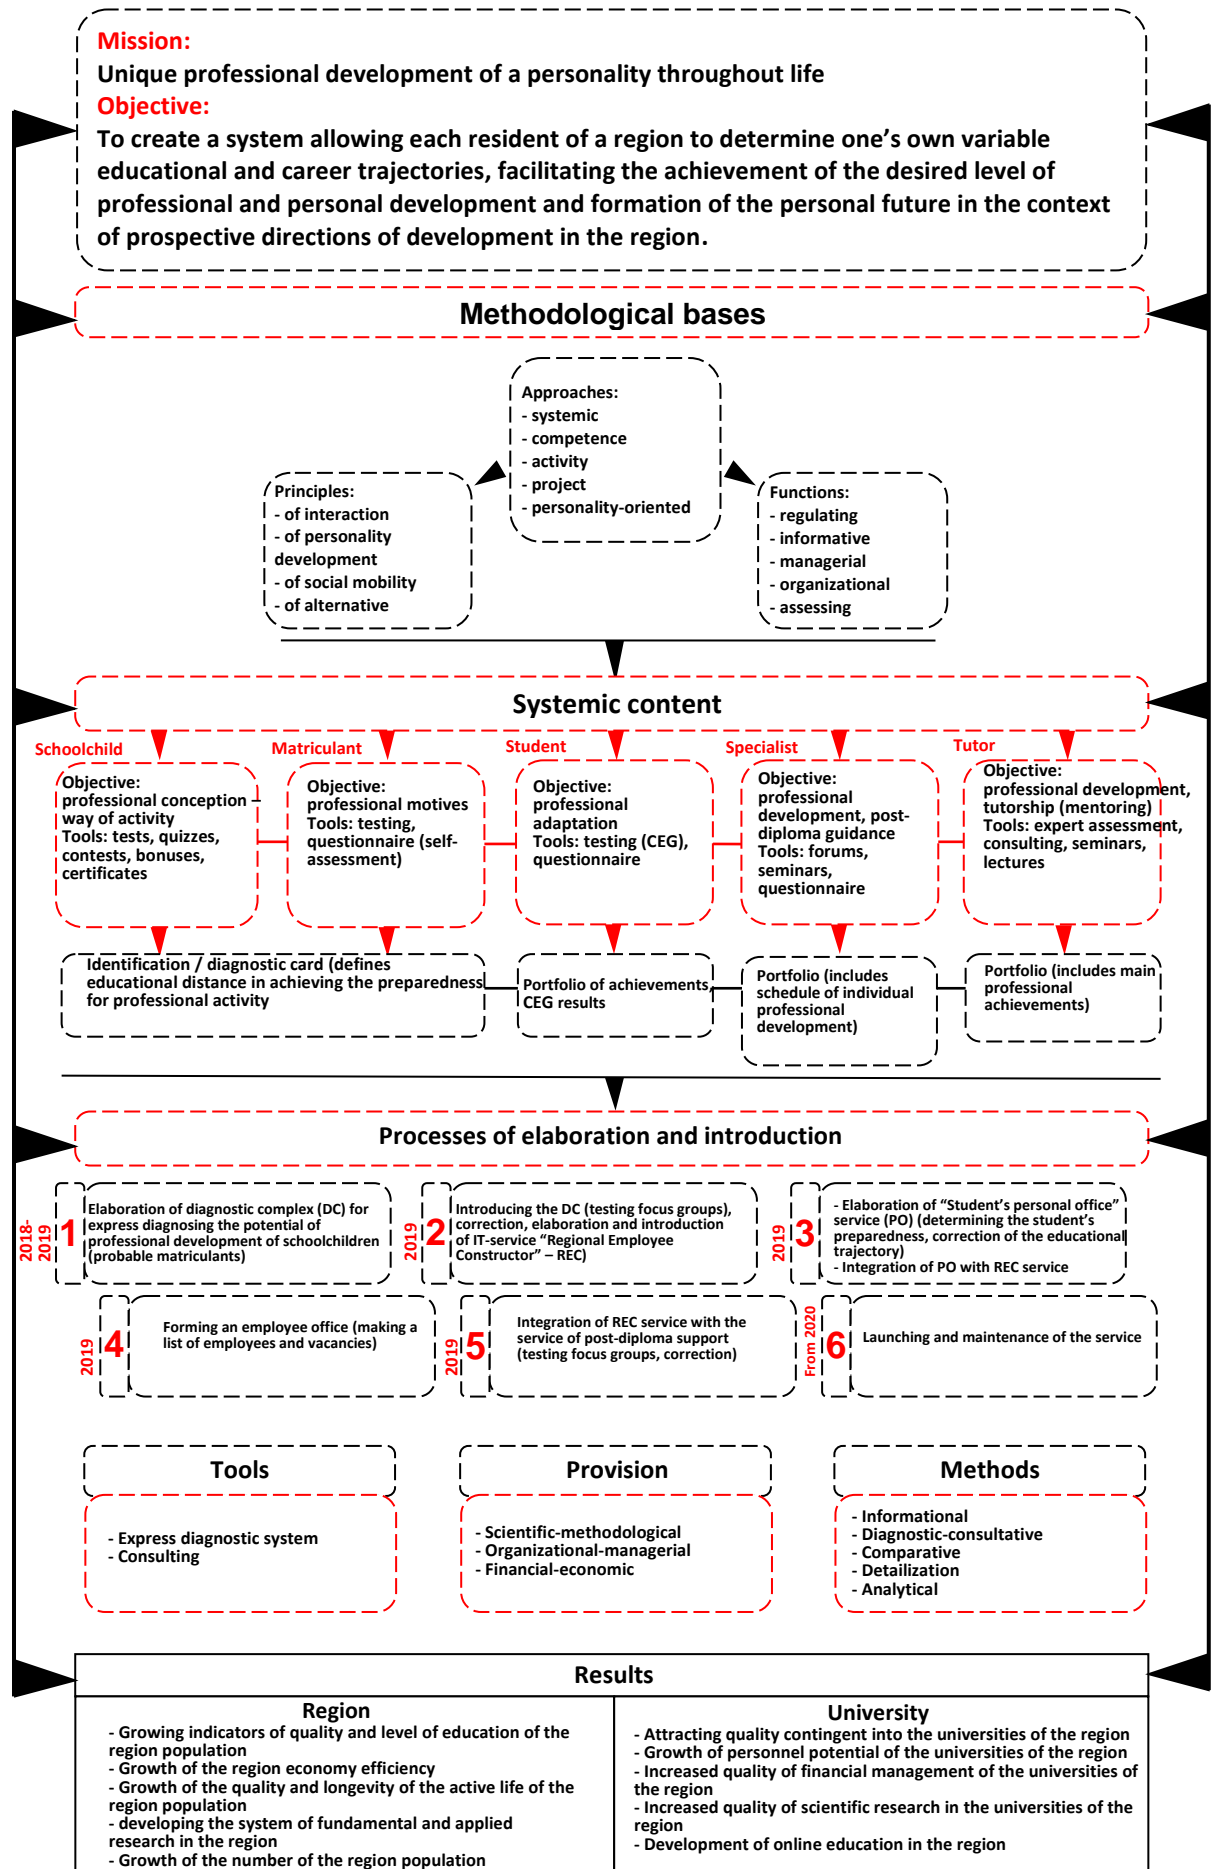 Mission:
Unique professional development of a personality throughout life
Objective:
To create a system allowing each resident of a region to determine one's own variable
educational and career trajectories, facilitating the achievement of the desired level of
professional and personal development and formation of the personal future in the context
of prospective directions of development in the region.
Methodological bases
Approaches:
- systemic
- competence
- activity
- project
- personality-oriented
Principles:
- of interaction
- of personality
development
- of social mobility
- of alternative
Functions:
- regulating
- informative
- managerial
- organizational
- assessing
Systemic content
Schoolchild
Objective:
professional conception –
way of activity
Tools: tests, quizzes,
contests, bonuses,
certificates
Matriculant
Objective:
professional motives
Tools: testing,
questionnaire (self-
assessment)
Student
Objective:
professional
adaptation
Tools: testing (CEG),
questionnaire
Specialist
Objective:
professional
development, post-
diploma guidance
Tools: forums,
seminars,
questionnaire
Tutor
Objective:
professional development,
tutorship (mentoring)
Tools: expert assessment,
consulting, seminars,
lectures
Identification / diagnostic card (defines
educational distance in achieving the preparedness
for professional activity
Portfolio of achievements,
CEG results
Portfolio (includes
schedule of individual
professional
development)
Portfolio (includes main
professional
achievements)
Processes of elaboration and introduction
2018-
2019
1
Elaboration of diagnostic complex (DC) for
express diagnosing the potential of
professional development of schoolchildren
(probable matriculants)
2019
2
Introducing the DC (testing focus groups),
correction, elaboration and introduction
of IT-service "Regional Employee
Constructor" – REC)
2019
3
- Elaboration of "Student's personal office"
service (PO) (determining the student's
preparedness, correction of the educational
trajectory)
- Integration of PO with REC service
2019
4
Forming an employee office (making a
list of employees and vacancies)
2019
5
Integration of REC service with the
service of post-diploma support
(testing focus groups, correction)
From 2020
6
Launching and maintenance of the service
Tools
- Express diagnostic system
- Consulting
Provision
- Scientific-methodological
- Organizational-managerial
- Financial-economic
Methods
- Informational
- Diagnostic-consultative
- Comparative
- Detailization
- Analytical
Results
Region
- Growing indicators of quality and level of education of the
region population
- Growth of the region economy efficiency
- Growth of the quality and longevity of the active life of the
region population
- developing the system of fundamental and applied
research in the region
- Growth of the number of the region population
University
- Attracting quality contingent into the universities of the region
- Growth of personnel potential of the universities of the region
- Increased quality of financial management of the universities of
the region
- Increased quality of scientific research in the universities of the
region
- Development of online education in the region